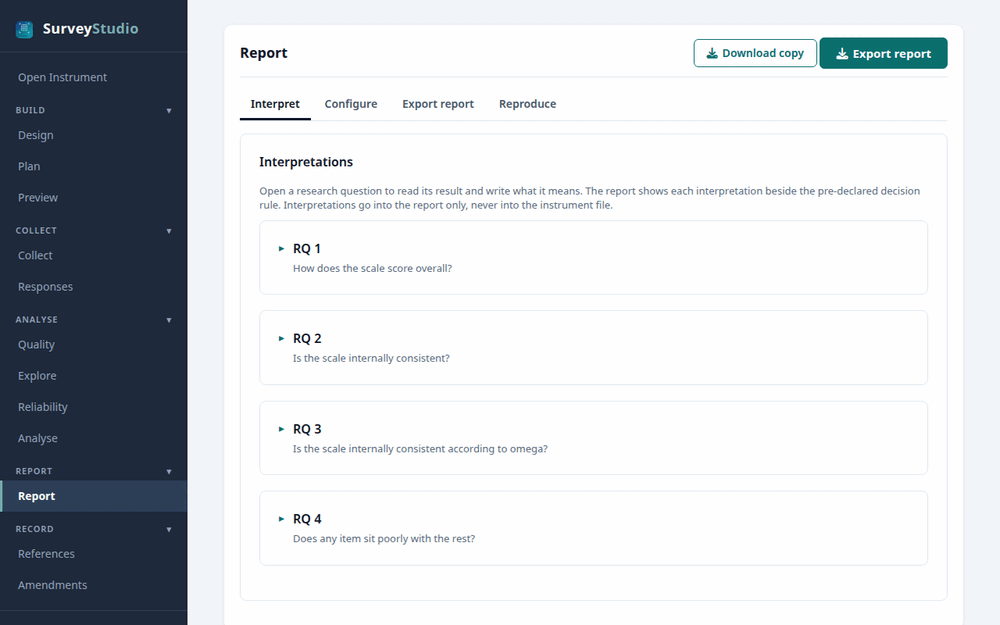 SurveyStudio
Open Instrument
BUILD
Design
Plan
Preview
COLLECT
Collect
Responses
ANALYSE
Quality
Explore
Reliability
Analyse
REPORT
Report
RECORD
References
Amendments
Report
Download copy
Export report
Interpret
Configure
Export report
Reproduce
Interpretations
Open a research question to read its result and write what it means. The report shows each interpretation beside the pre-declared decision
rule. Interpretations go into the report only, never into the instrument file.
RQ 1
How does the scale score overall?
RQ 2
Is the scale internally consistent?
RQ 3
Is the scale internally consistent according to omega?
RQ 4
Does any item sit poorly with the rest?